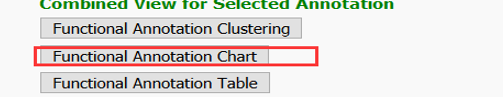 Combined View for Selected Annotation
Functional Annotation Clustering
Functional Annotation Chart
Functional Annotation Table